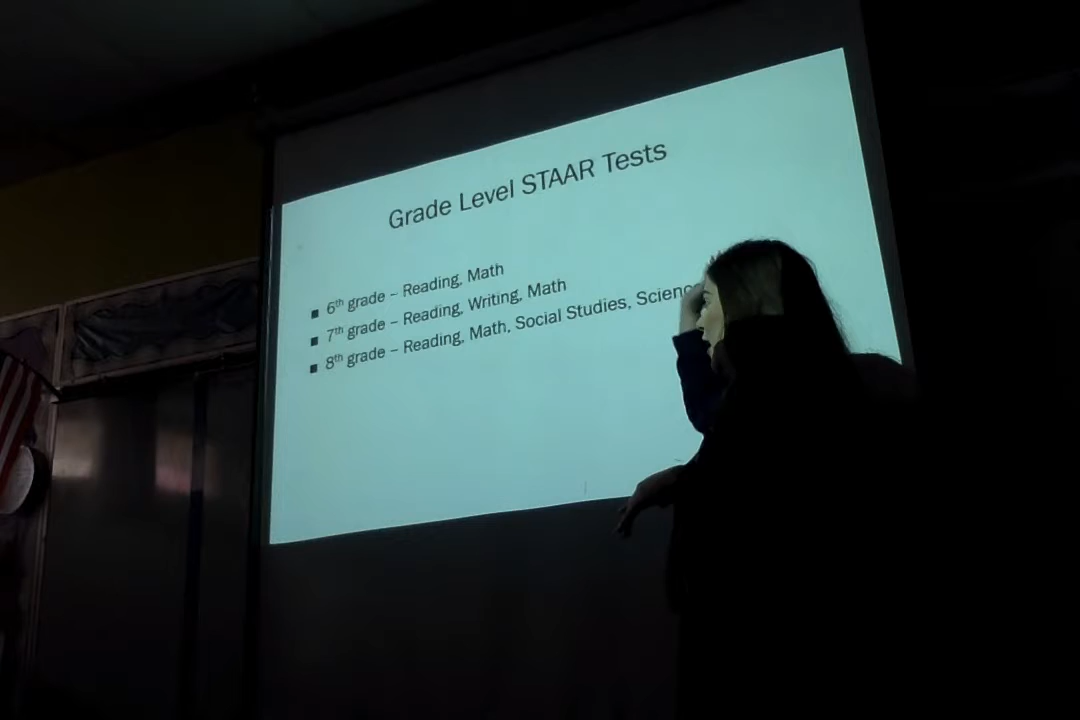 Grade Level STAAR Tests
▪ 6th grade – Reading, Math
▪ 7th grade – Reading, Writing, Math
▪ 8th grade – Reading, Math, Social Studies, Scienc